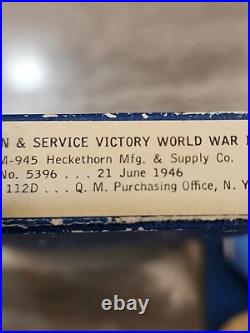 N & SERVICE VICTORY WORLD WAR
M-945 Heckethorn Mfg. & Supply Co.
No. 5396 . . . 21 June 1946
112D . . . Q. M. Purchasing Office, N. Y